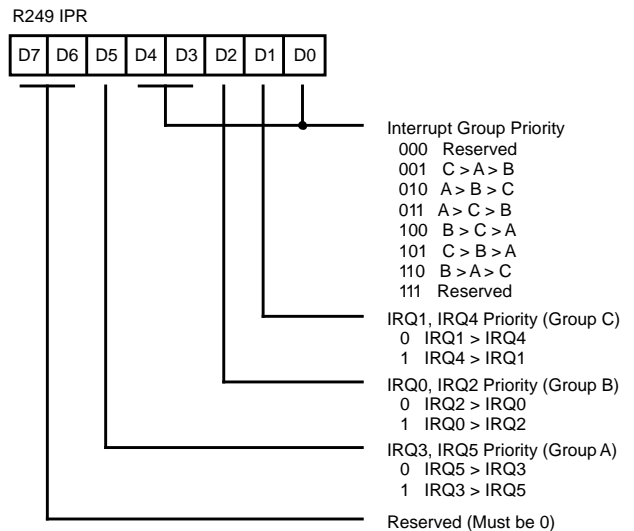 R249 IPR
D7 D6 D5 D4 D3 D2 D1 D0
Interrupt Group Priority
000 Reserved
001 C > A > B
010 A > B > C
011 A > C > B
100 B > C > A
101 C > B > A
110 B > A > C
111 Reserved
IRQ1, IRQ4 Priority (Group C)
0 IRQ1 > IRQ4
1 IRQ4 > IRQ1
IRQ0, IRQ2 Priority (Group B)
0 IRQ2 > IRQ0
1 IRQ0 > IRQ2
IRQ3, IRQ5 Priority (Group A)
0 IRQ5 > IRQ3
1 IRQ3 > IRQ5
Reserved (Must be 0)